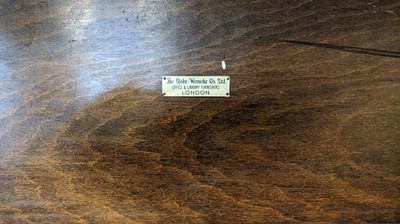 The Globe-Wernicke Co. Ltd.
OFFICE & LIBRARY FURNISHERS
LONDON